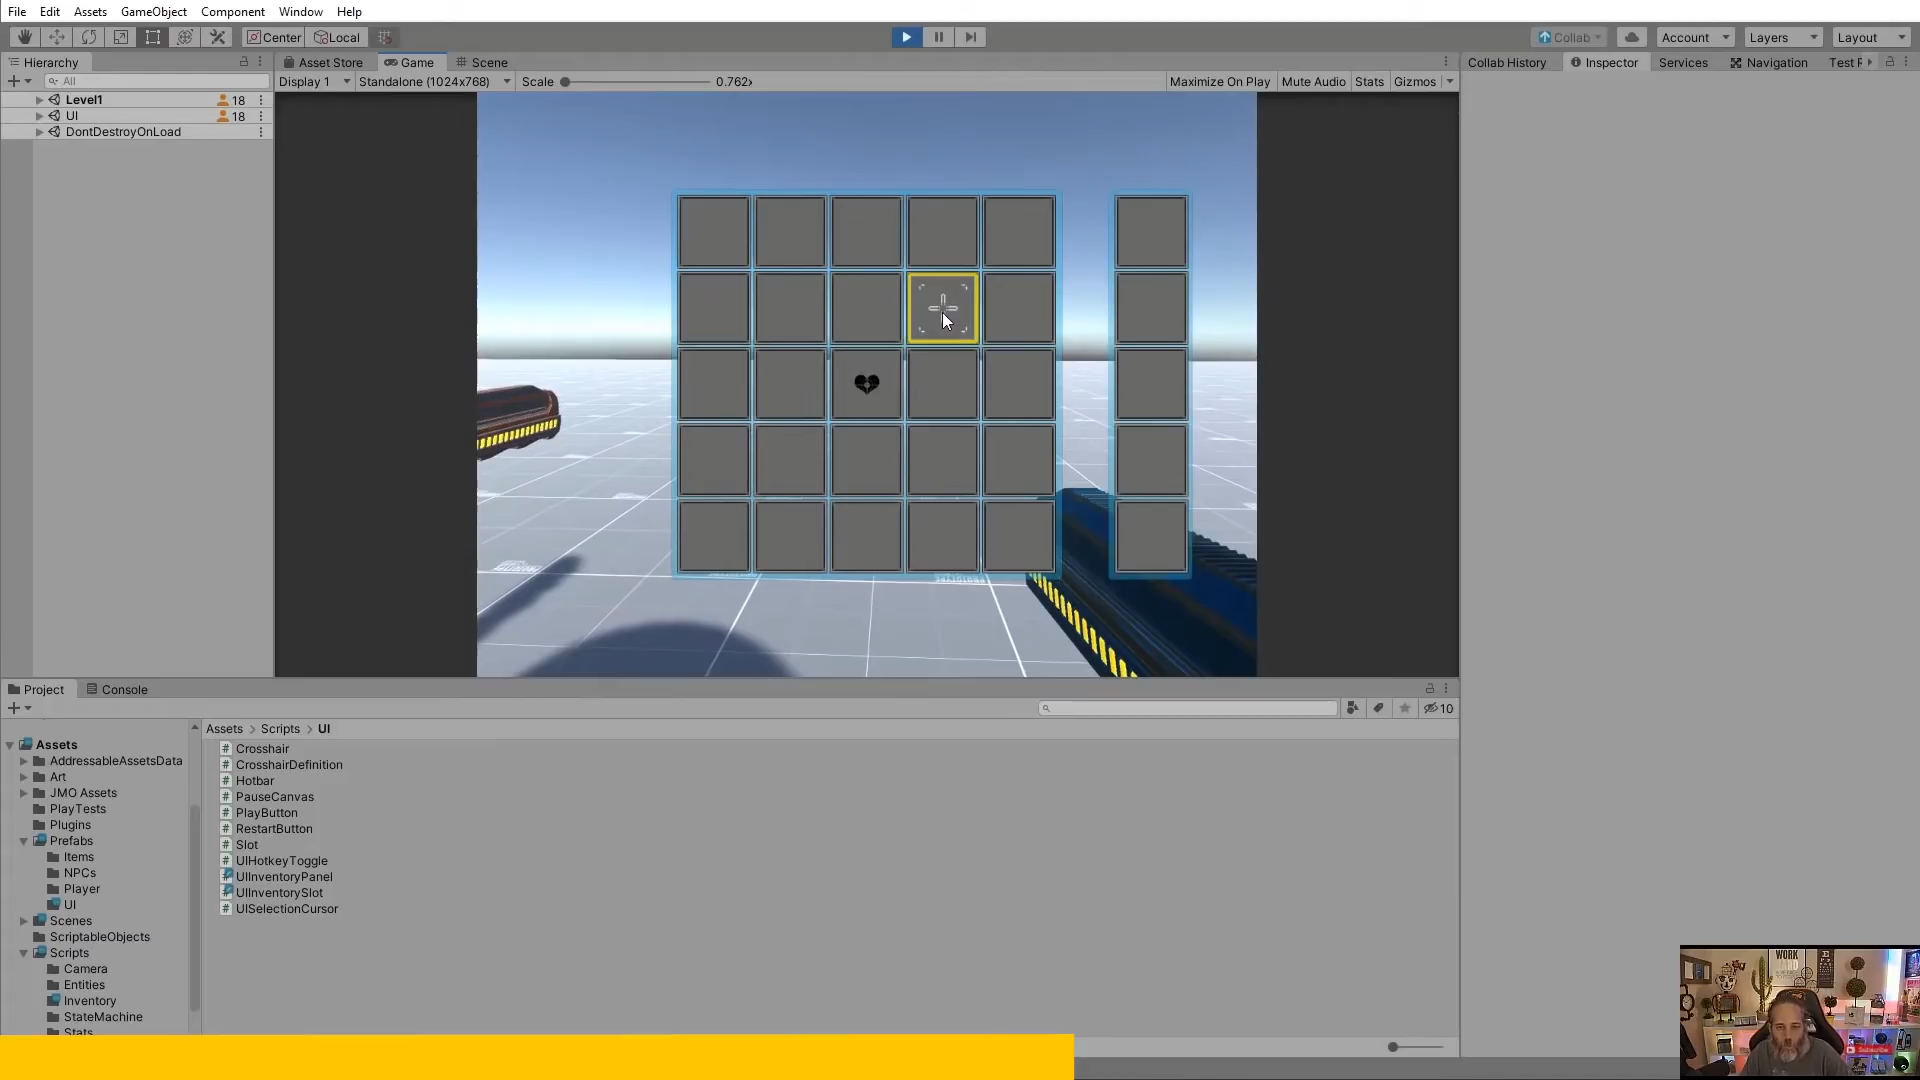 File Edit Assets GameObject Component Window Help
Center Local Collab Account Layers Layout
Hierarchy Asset Store Game Scene Collab History Inspector Services Navigation Test
All Display 1 Standalone (1024x768) Scale 0.762x Maximize On Play Mute Audio Stats Gizmos
Level1 18
UI 18
DontDestroyOnLoad
Project Console
10
Assets > Scripts > UI
Assets
AddressableAssetsData
Art
JMO Assets
PlayTests
Plugins
Prefabs
Items
NPCs
Player
UI
Scenes
ScriptableObjects
Scripts
Camera
Entities
Inventory
StateMachine
Stats
Crosshair
CrosshairDefinition
Hotbar
PauseCanvas
PlayButton
RestartButton
Slot
UIHotkeyToggle
UIInventoryPanel
UIInventorySlot
UISelectionCursor
WORK
Subscribe